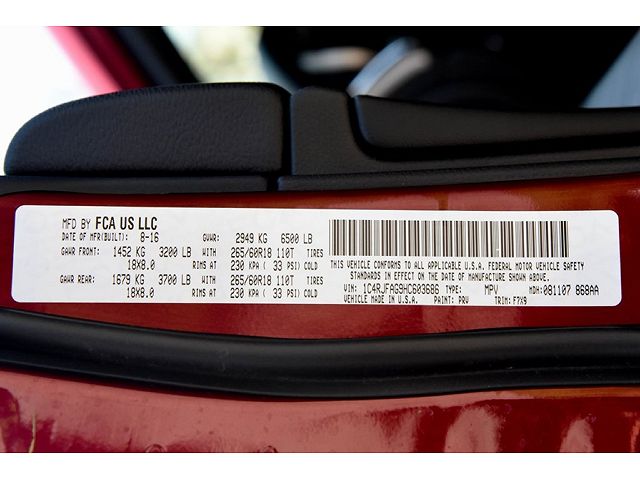 MFD BY FCA US LLC
DATE OF MFR(BUILT): 8-16 GVWR: 2949 KG 6500 LB
GAWR FRONT: 1452 KG 3200 LB WITH 265/60R18 110T TIRES
18X8.0 RIMS AT 230 KPA ( 33 PSI) COLD
GAWR REAR: 1679 KG 3700 LB WITH 265/60R18 110T TIRES
18X8.0 RIMS AT 230 KPA ( 33 PSI) COLD
THIS VEHICLE CONFORMS TO ALL APPLICABLE U.S.A. FEDERAL MOTOR VEHICLE SAFETY
STANDARDS IN EFFECT ON THE DATE OF MANUFACTURE SHOWN ABOVE.
VIN: 1C4RJFAG9HC603686 TYPE: MPV MDH: 081107 868AA
VEHICLE MADE IN U.S.A. PAINT: PRV TRIM: F7X9